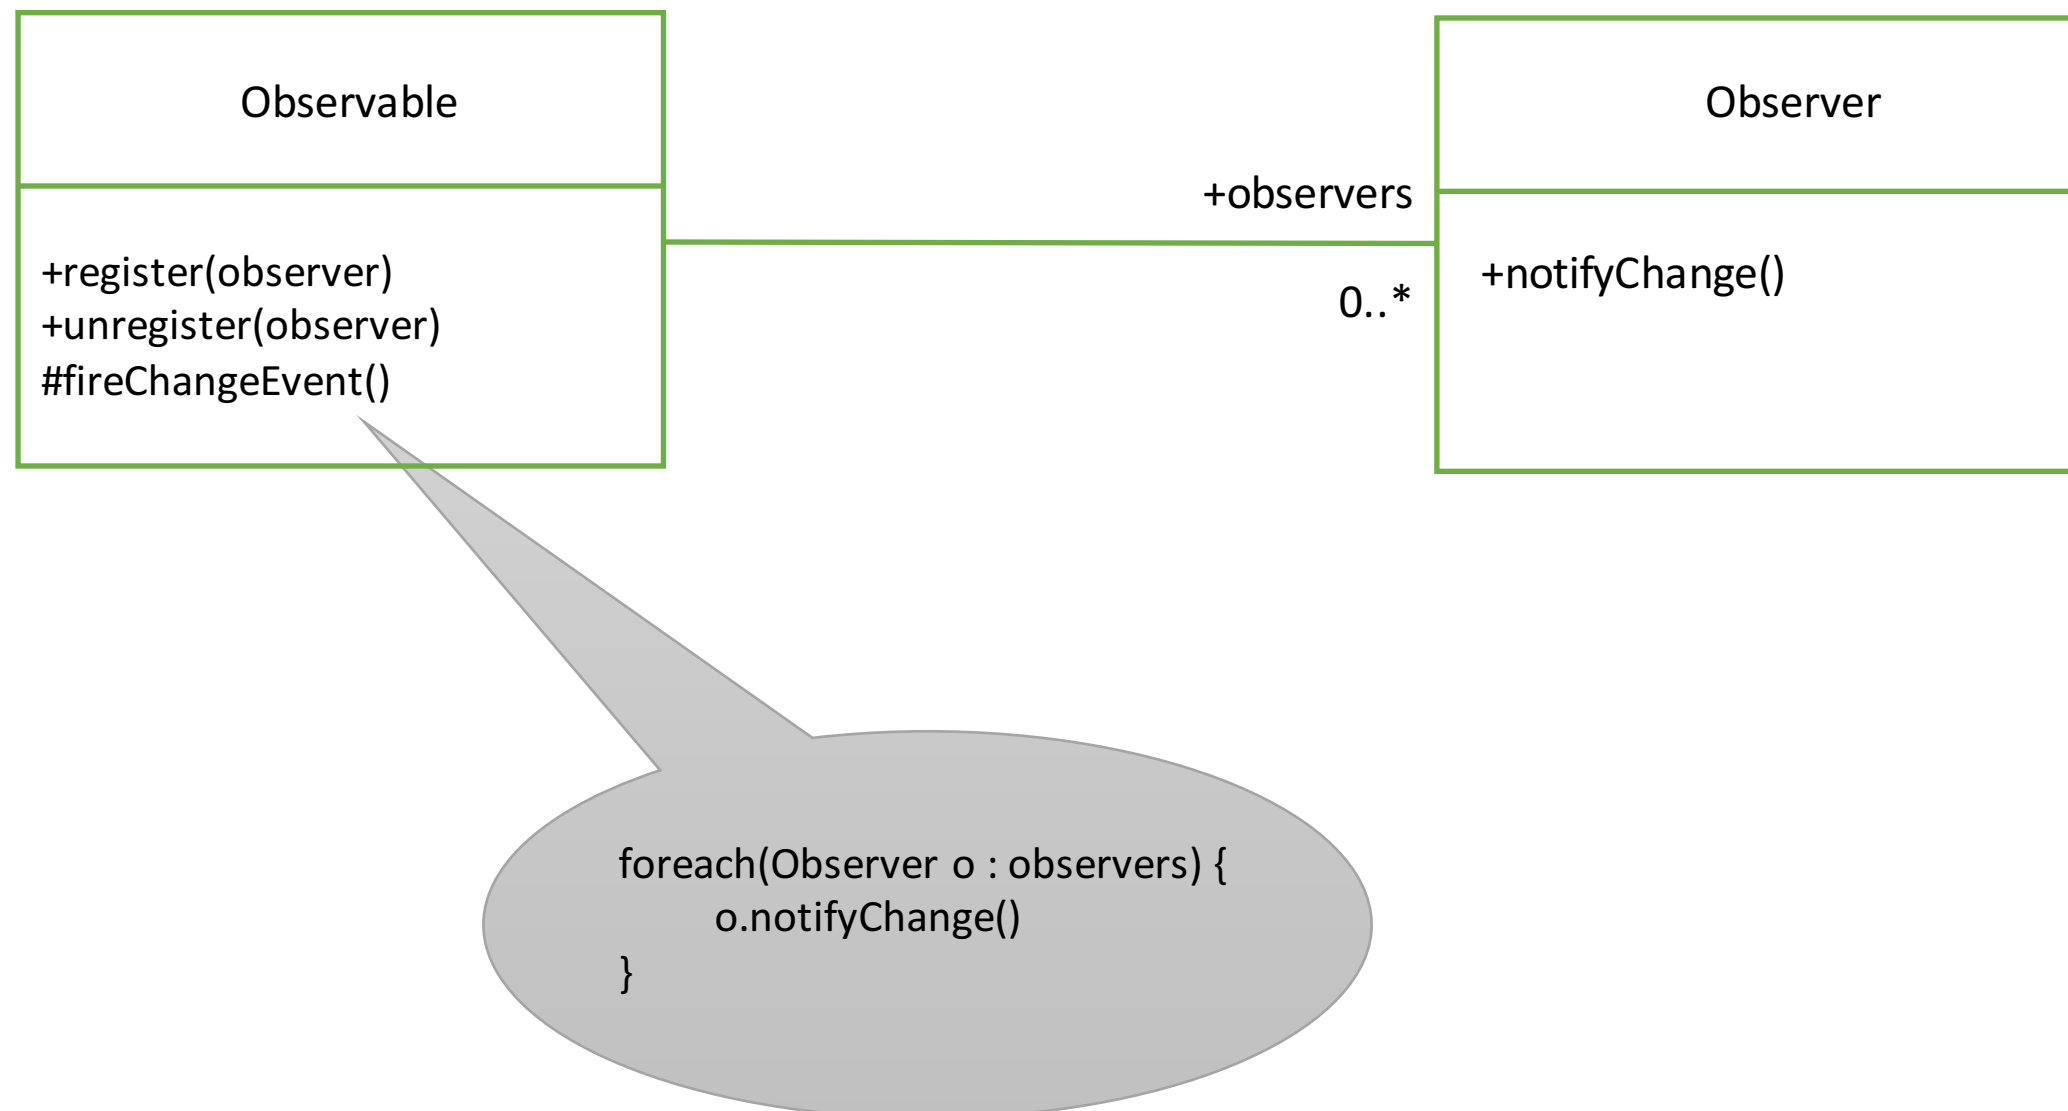 Observable
+register(observer)
+unregister(observer)
#fireChangeEvent()
+observers
0..*
Observer
+notifyChange()
foreach(Observer o : observers) {
o.notifyChange()
}